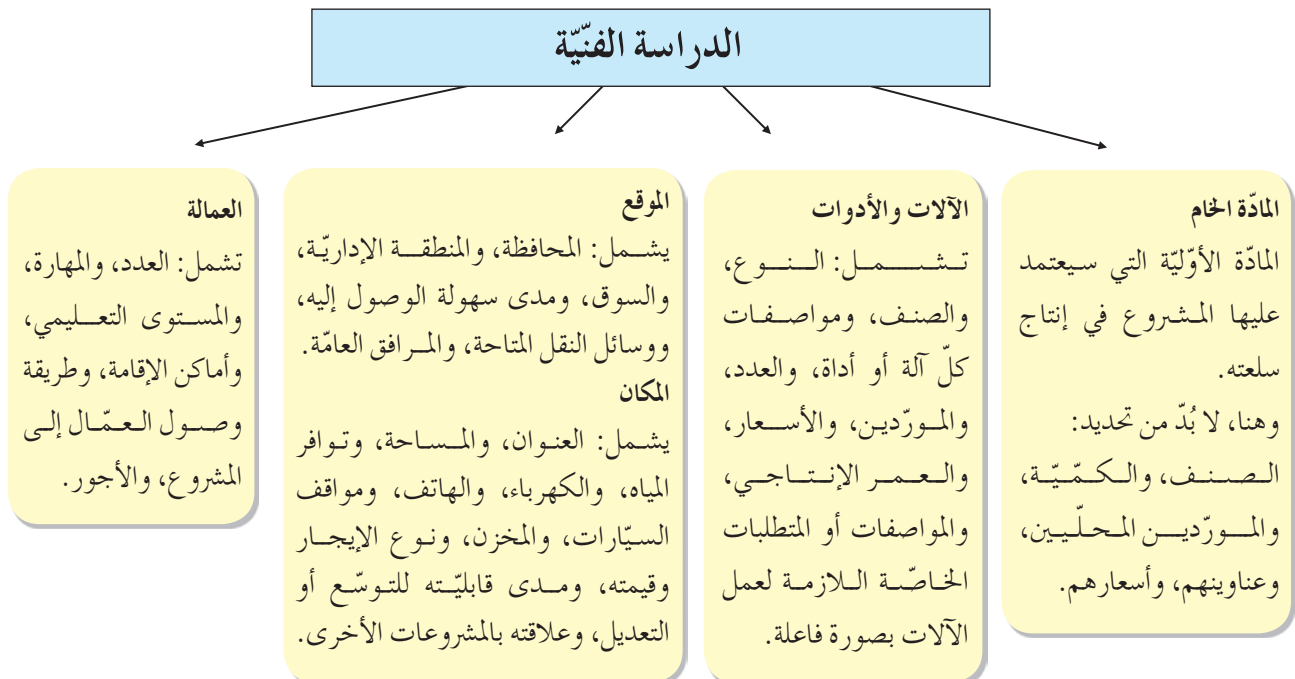 الدراسة الفنّيّة
المادّة الخام
المادّة الأوّليّة التي سيعتمد
عليها المشروع في إنتاج
سلعته.
وهنا، لا بُدّ من تحديد:
الصنف، والكمّيّة،
والمورّدين المحلّيين،
وعناوينهم، وأسعارهم.
الآلات والأدوات
تشمل: النوع،
والصنف، ومواصفات
كلّ آلة أو أداة، والعدد،
والمورّدين، والأسعار،
والعمر الإنتاجي،
والمواصفات أو المتطلبات
الخاصّة اللازمة لعمل
الآلات بصورة فاعلة.
الموقع
يشمل: المحافظة، والمنطقة الإداريّة،
والسوق، ومدى سهولة الوصول إليه،
ووسائل النقل المتاحة، والمرافق العامّة.
المكان
يشمل: العنوان، والمساحة، وتوافر
المياه، والكهرباء، والهاتف، ومواقف
السيّارات، والمخزن، ونوع الإيجار
وقيمته، ومدى قابليّته للتوسّع أو
التعديل، وعلاقته بالمشروعات الأخرى.
العمالة
تشمل: العدد، والمهارة،
والمستوى التعليمي،
وأماكن الإقامة، وطريقة
وصول العمّال إلى
المشروع، والأجور.